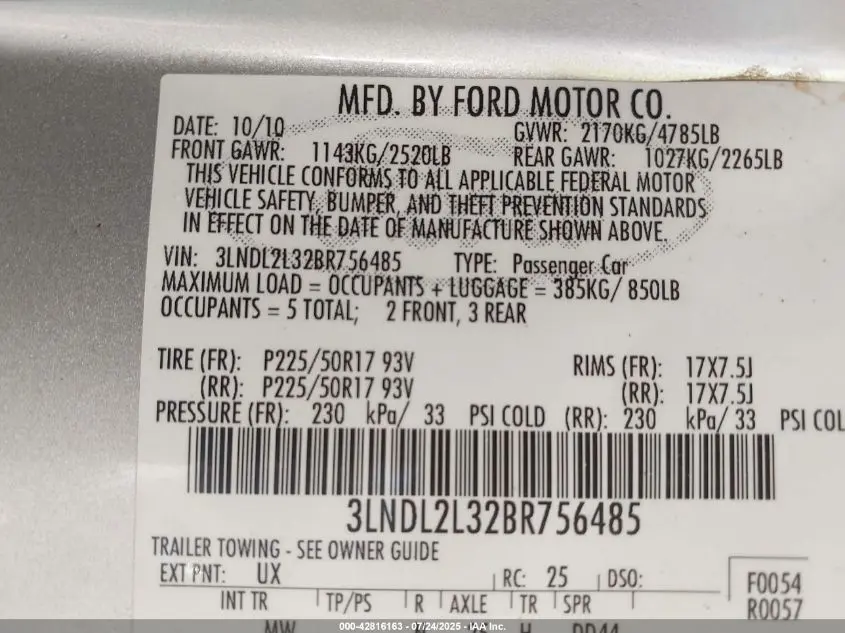 MFD. BY FORD MOTOR CO.
DATE: 10/10 GVWR: 2170KG/4785LB
FRONT GAWR: 1143KG/2520LB REAR GAWR: 1027KG/2265LB
THIS VEHICLE CONFORMS TO ALL APPLICABLE FEDERAL MOTOR
VEHICLE SAFETY, BUMPER, AND THEFT PREVENTION STANDARDS
IN EFFECT ON THE DATE OF MANUFACTURE SHOWN ABOVE.
VIN: 3LNDL2L32BR756485 TYPE: Passenger Car
MAXIMUM LOAD = OCCUPANTS + LUGGAGE = 385KG/ 850LB
OCCUPANTS = 5 TOTAL; 2 FRONT, 3 REAR
TIRE (FR): P225/50R17 93V RIMS (FR): 17X7.5J
(RR): P225/50R17 93V (RR): 17X7.5J
PRESSURE (FR): 230 kPa/ 33 PSI COLD (RR): 230 kPa/ 33 PSI COL
3LNDL2L32BR756485
TRAILER TOWING - SEE OWNER GUIDE
EXT PNT: UX RC: 25 DSO: F0054
INT TR TP/PS R AXLE TR SPR R0057
000-42816163 - 07/24/2025 - IAA Inc.